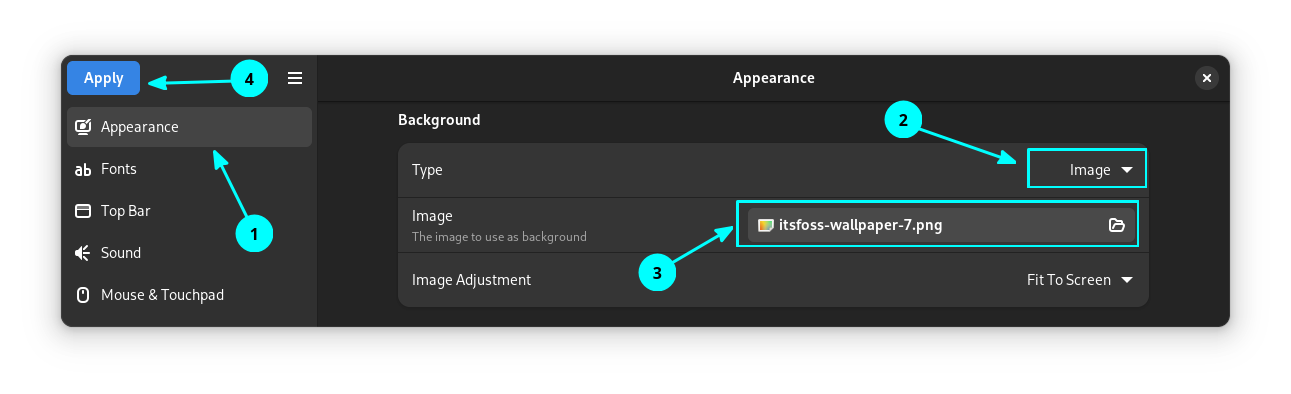 Apply
4
Appearance
Appearance
Fonts
Top Bar
Sound
Mouse & Touchpad
1
Background
2
Type
Image
Image
The image to use as background
itsfoss-wallpaper-7.png
3
Image Adjustment
Fit To Screen